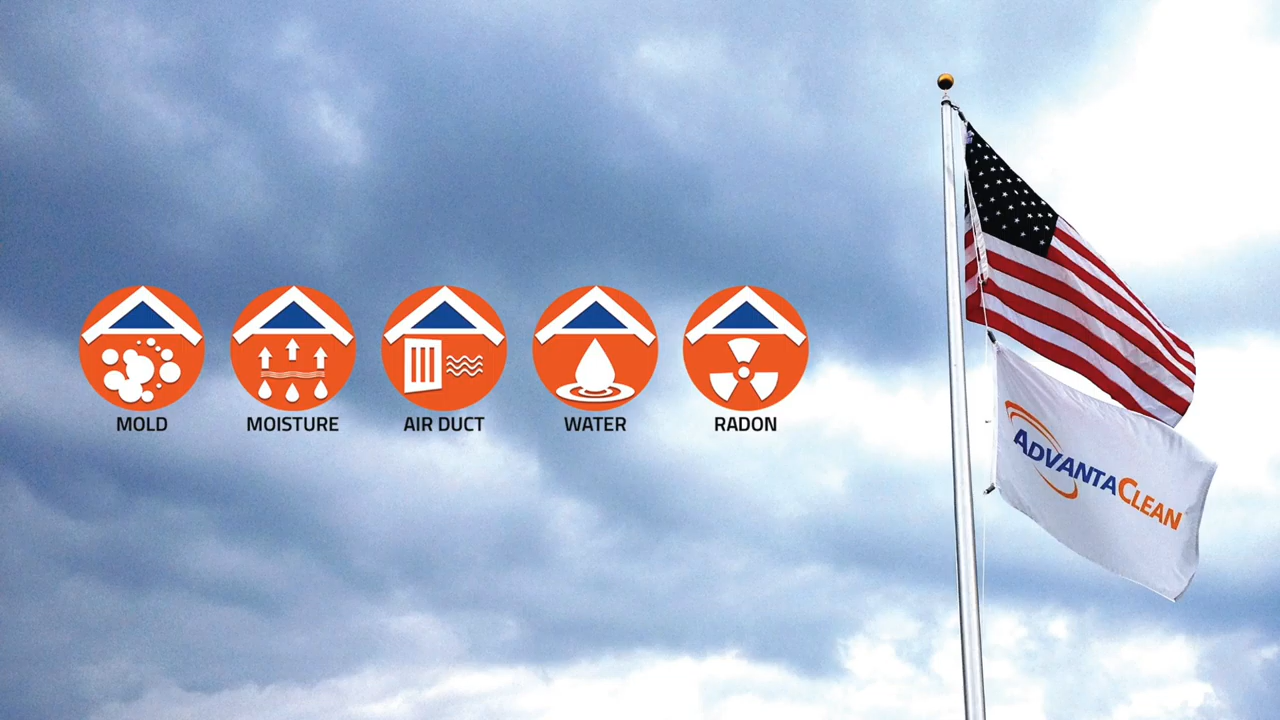 MOLD
MOISTURE
AIR DUCT
WATER
RADON
ADVANTACLEAN